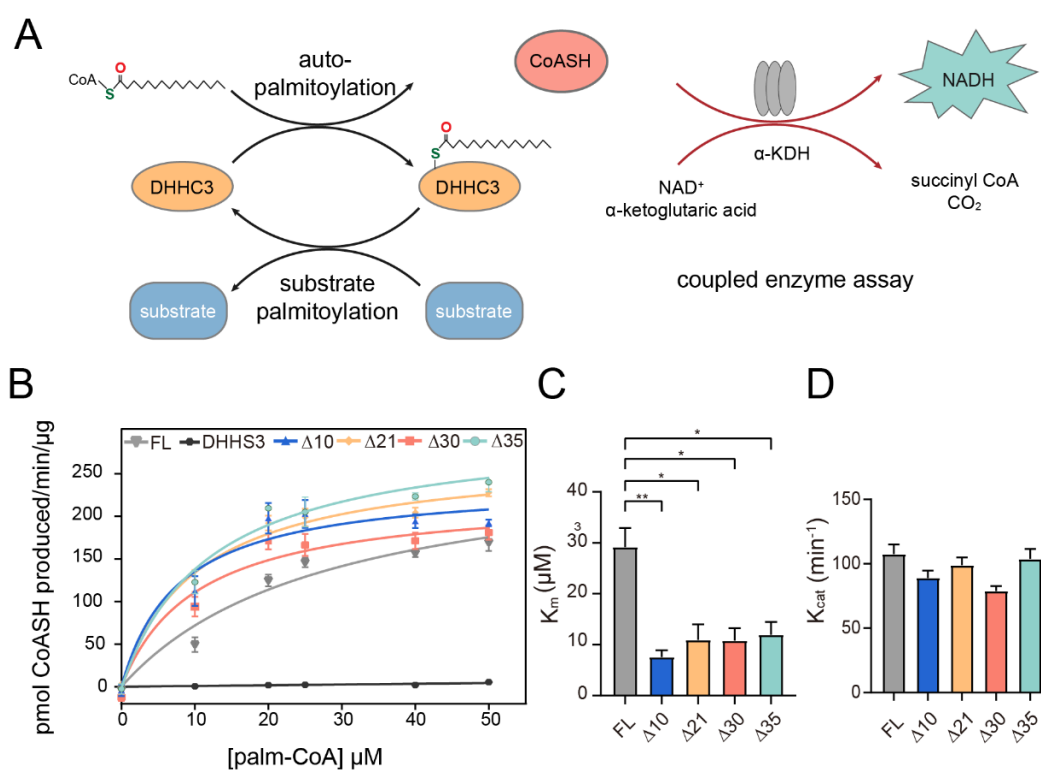 A
CoA
O
S
auto-
palmitoylation
CoASH
NADH
O
S
DHHC3
DHHC3
α-KDH
NAD+
α-ketoglutaric acid
succinyl CoA
CO2
substrate
substrate
palmitoylation
substrate
coupled enzyme assay
B
FL DHHS3 Δ10 Δ21 Δ30 Δ35
250
200
150
100
50
0
pmol CoASH produced/min/µg
0 10 20 30 40 50
[palm-CoA] µM
C
*
*
*
**
40
3
30
20
10
0
Km (µM)
FL Δ10 Δ21 Δ30 Δ35
D
150
100
50
0
Kcat (min-1)
FL Δ10 Δ21 Δ30 Δ35